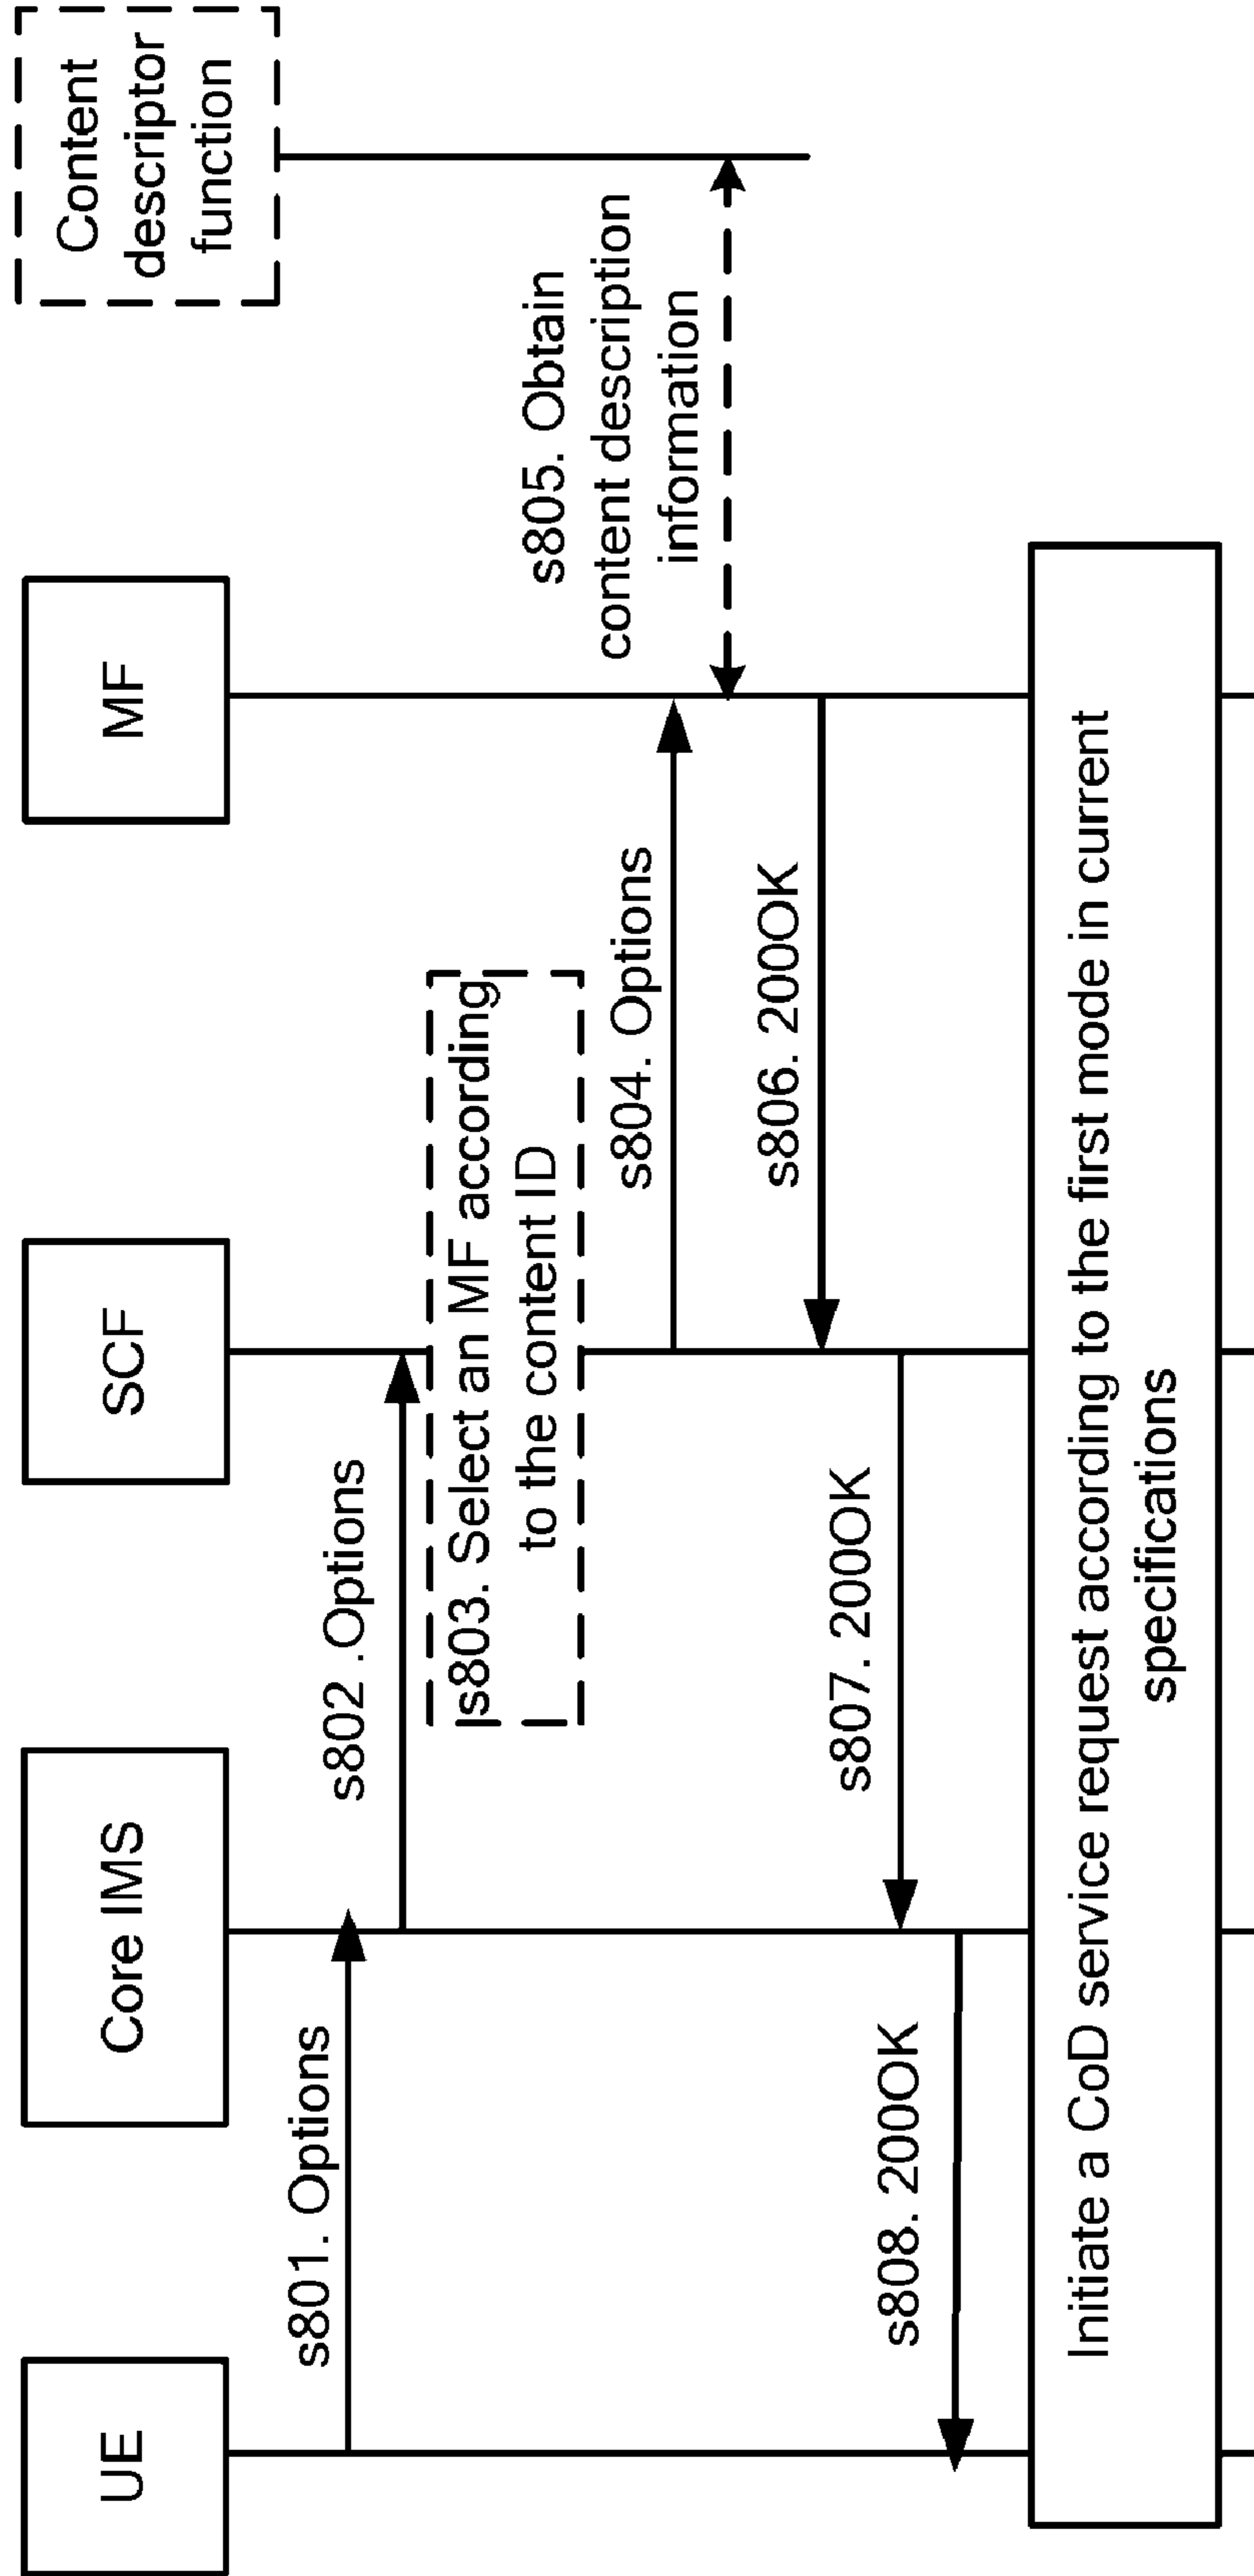 UE
Core IMS
SCF
MF
Content
descriptor
function
s801. Options
s802 .Options
s803. Select an MF according
to the content ID
s804. Options
s805. Obtain
content description
information
s806. 200OK
s807. 200OK
s808. 200OK
Initiate a CoD service request according to the first mode in current
specifications